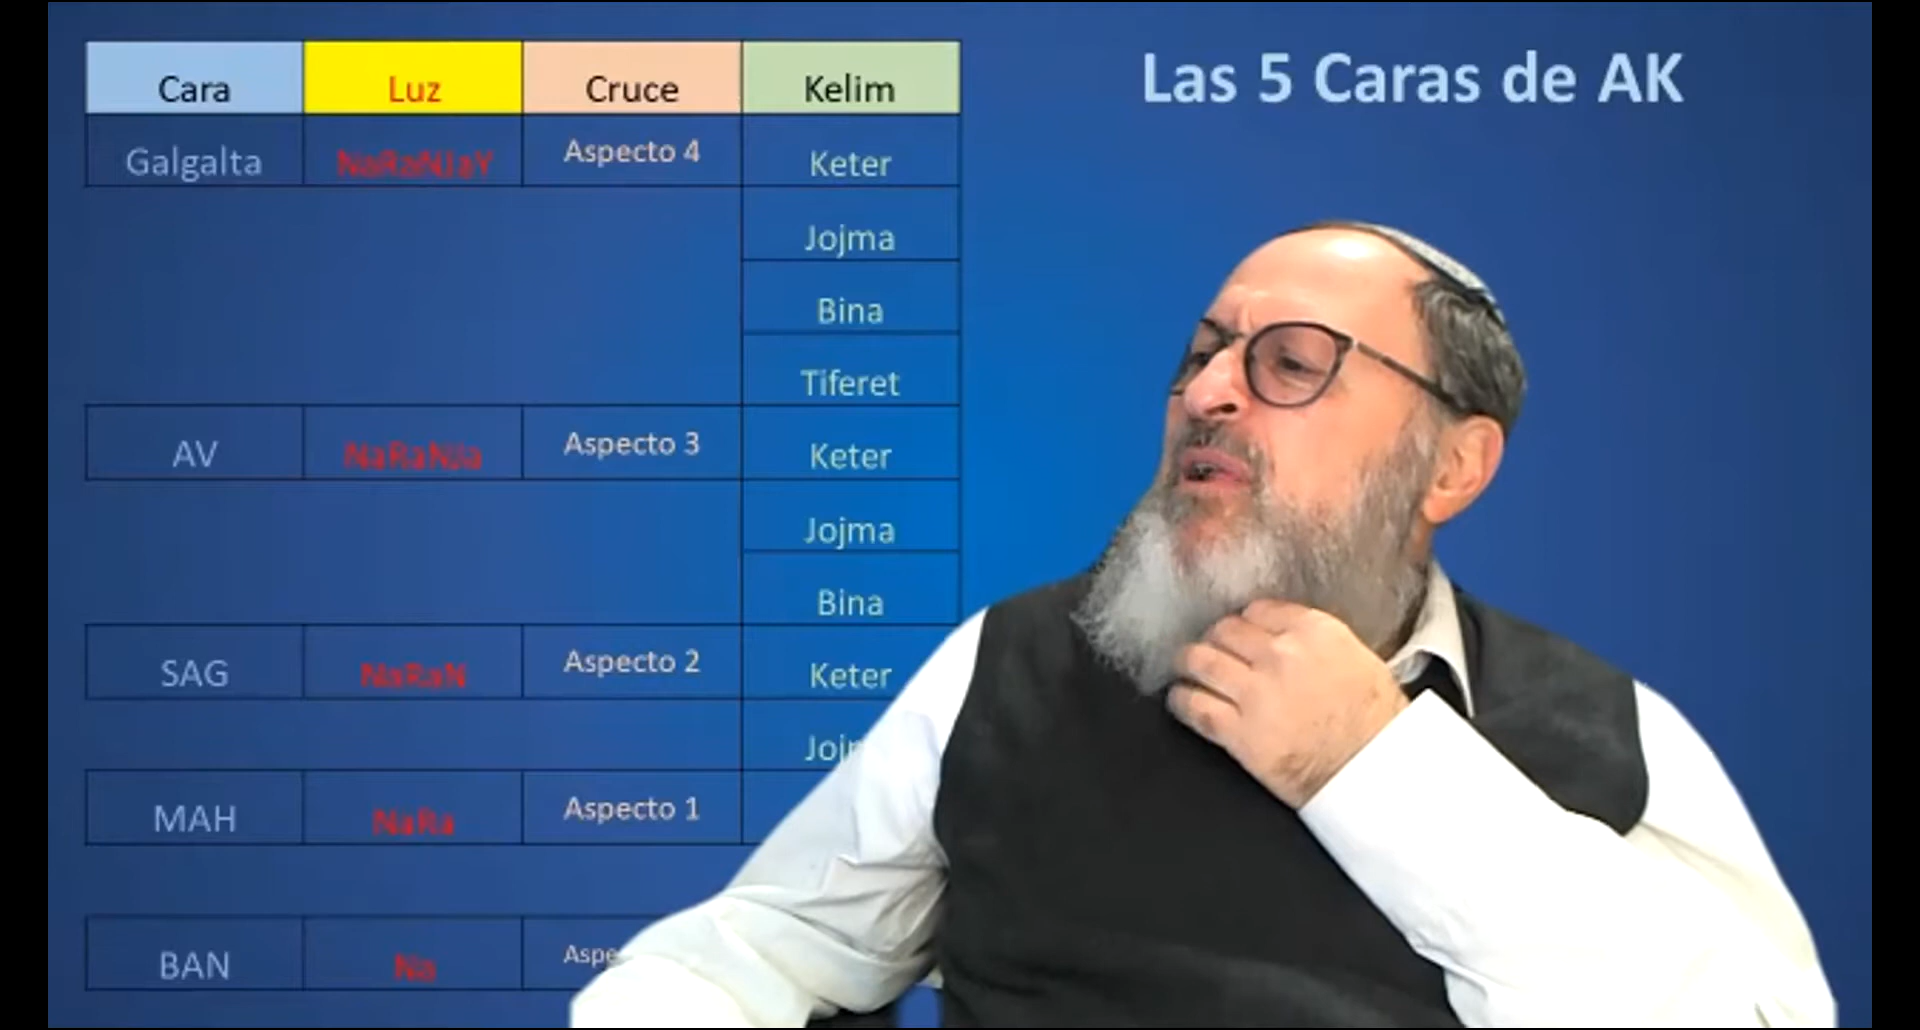 Las 5 Caras de AK
Cara Luz Cruce Kelim
Galgalta NaRaNJaY Aspecto 4 Keter
Jojma
Bina
Tiferet
AV NaRaNJa Aspecto 3 Keter
Jojma
Bina
SAG NaRaN Aspecto 2 Keter
MAH NaRa Aspecto 1
BAN Na